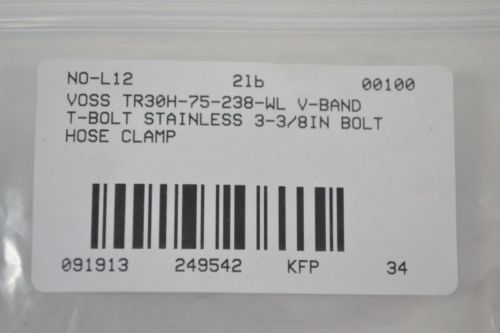 NO-L12 2lb 00100
VOSS TR30H-75-238-WL V-BAND
T-BOLT STAINLESS 3-3/8IN BOLT
HOSE CLAMP
091913 249542 KFP 34